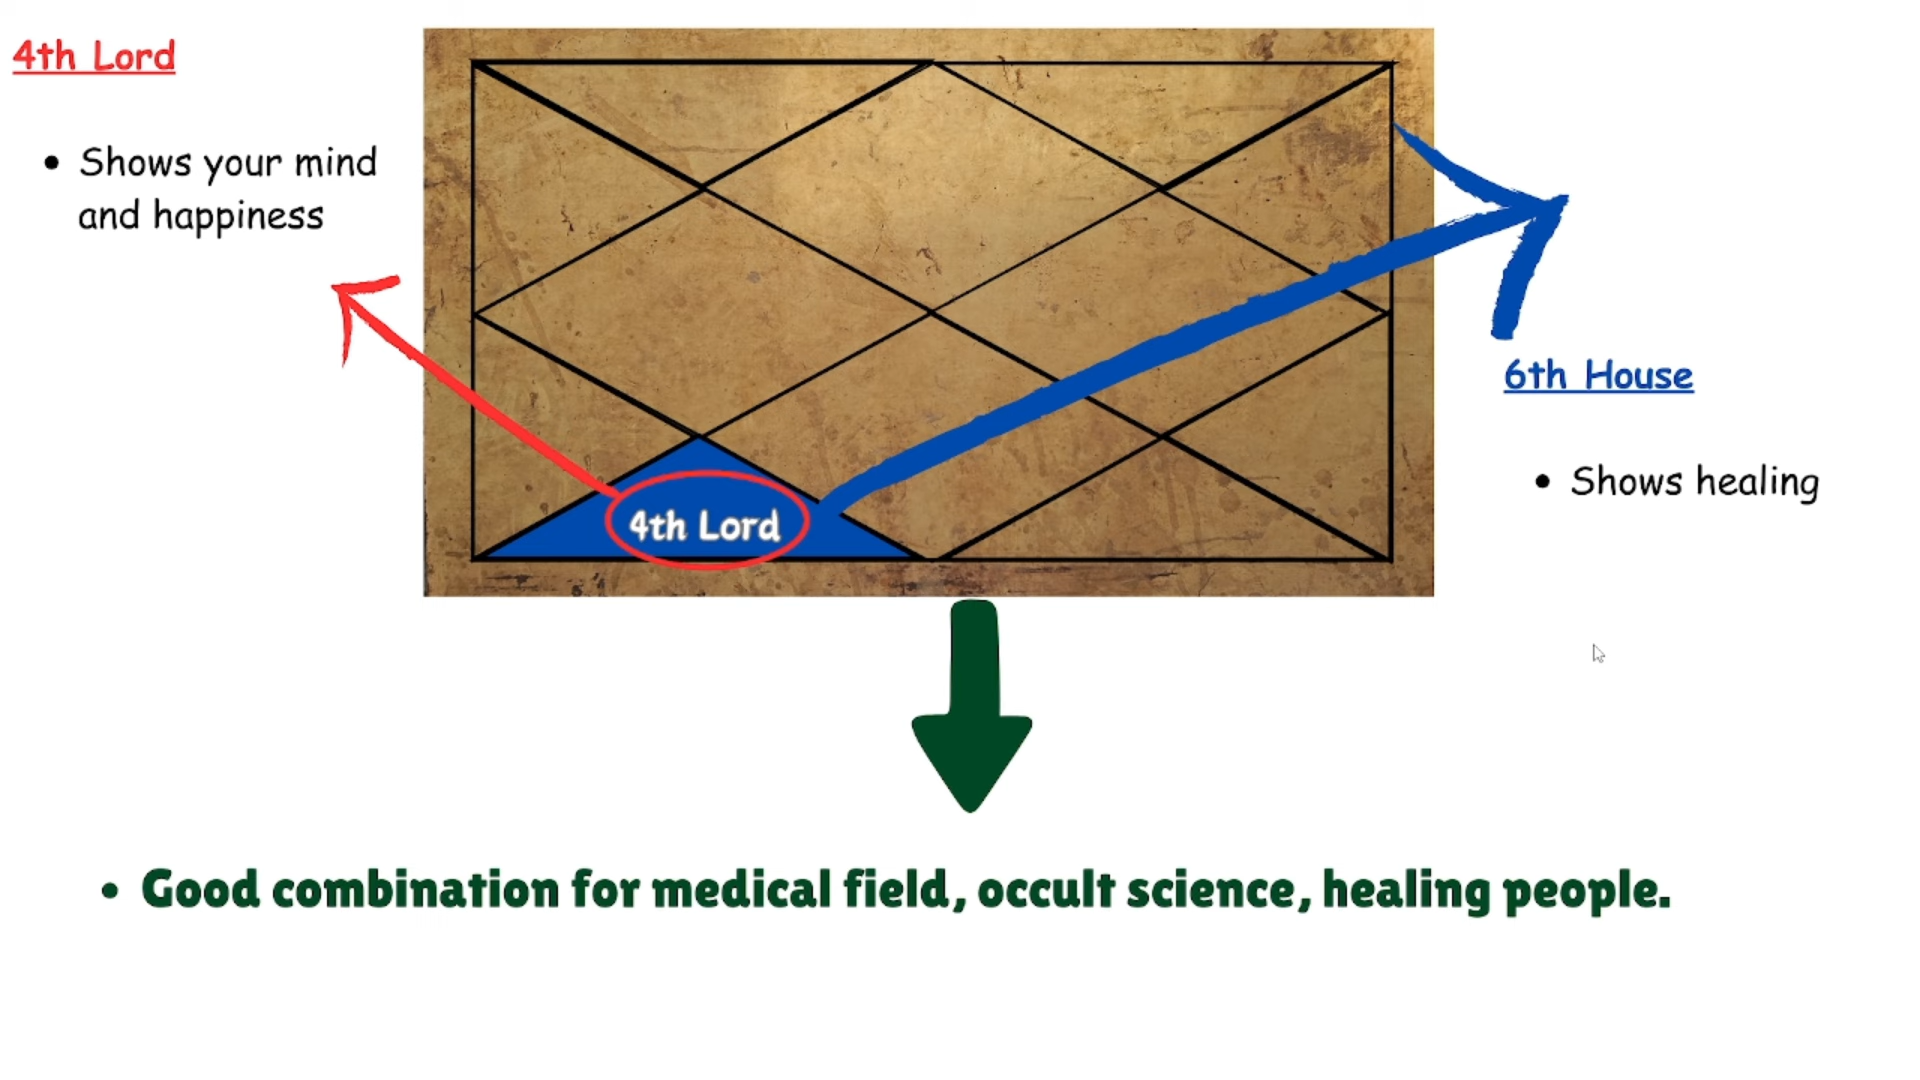 4th Lord
• Shows your mind
and happiness
4th Lord
6th House
• Shows healing
• Good combination for medical field, occult science, healing people.